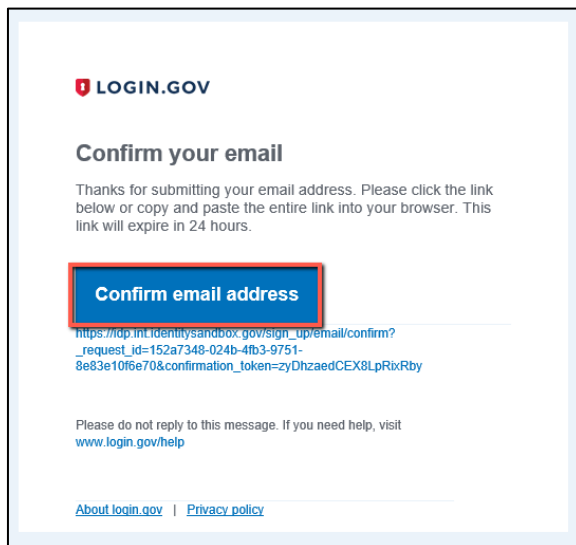 LOGIN.GOV
Confirm your email
Thanks for submitting your email address. Please click the link
below or copy and paste the entire link into your browser. This
link will expire in 24 hours.
Confirm email address
https://idp.int.identitysandbox.gov/sign_up/email/confirm?
_request_id=152a7348-024b-4fb3-9751-
8e83e10f6e70&confirmation_token=zyDhzaedCEX8LpRixRby
Please do not reply to this message. If you need help, visit
www.login.gov/help
About login.gov | Privacy policy